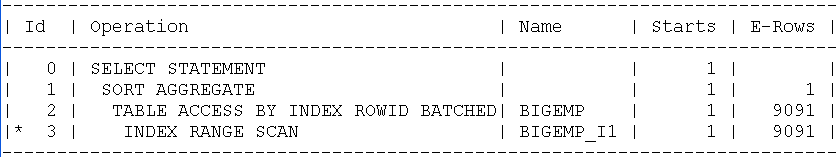 | Id | Operation | Name | Starts | E-Rows |
| 0 | SELECT STATEMENT | | 1 | |
| 1 | SORT AGGREGATE | | 1 | 1 |
| 2 | TABLE ACCESS BY INDEX ROWID BATCHED| BIGEMP | 1 | 9091 |
|* 3 | INDEX RANGE SCAN | BIGEMP_I1 | 1 | 9091 |